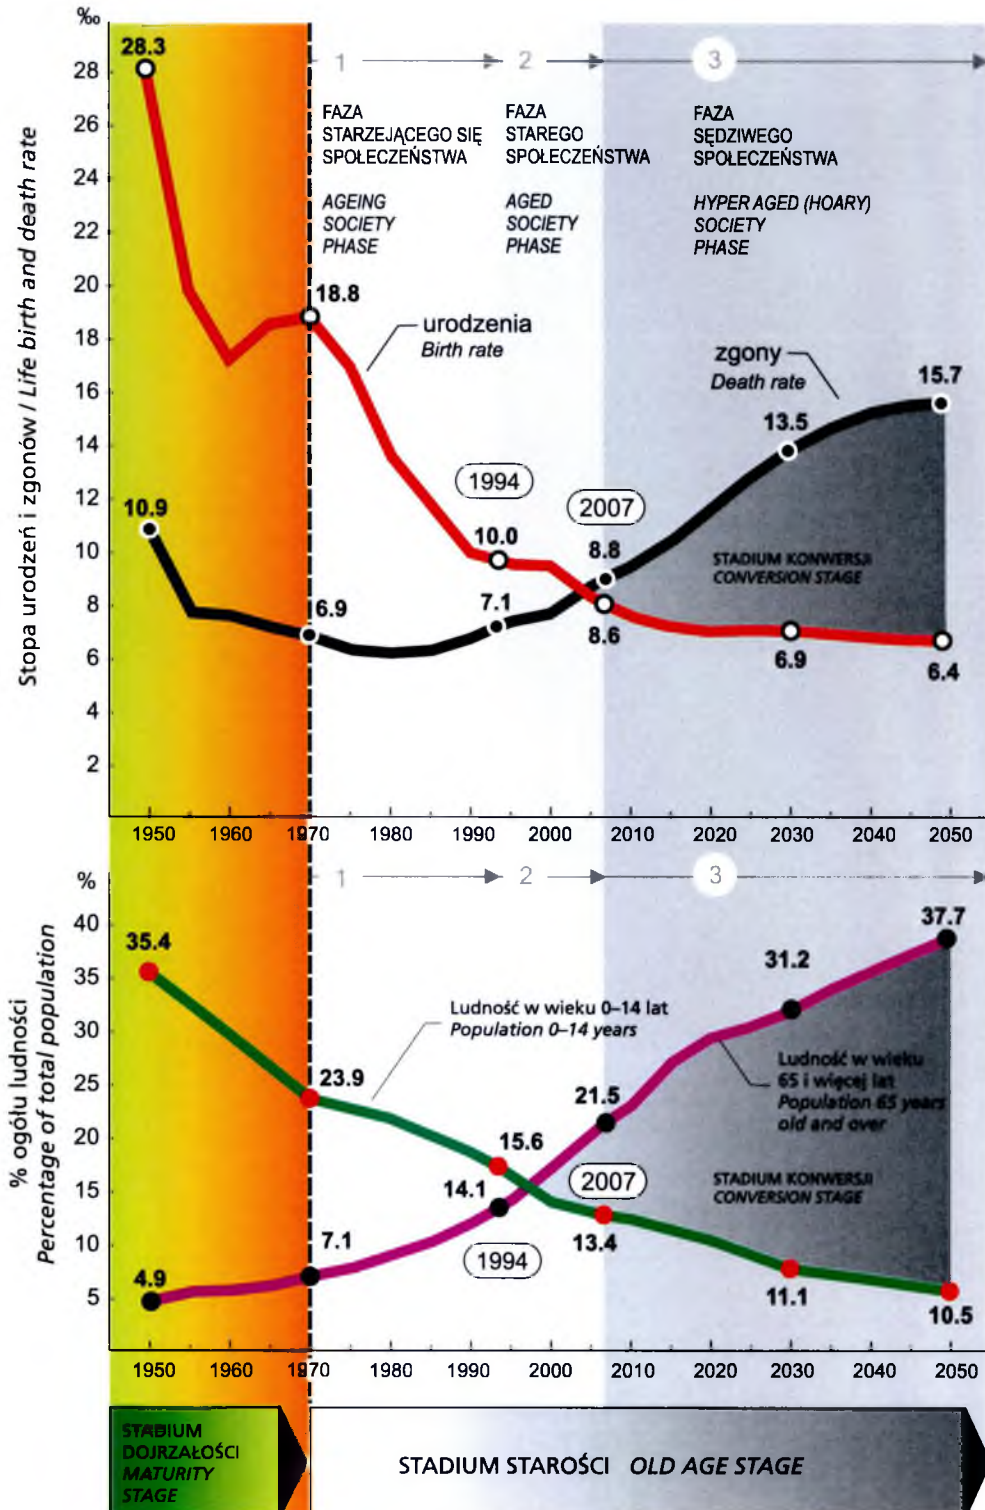 ‰
28.3
28
26
24
22
20
18
16
14
12
10
8
6
4
2
Stopa urodzeń i zgonów / Life birth and death rate
1
2
3
FAZA
STARZEJĄCEGO SIĘ
SPOŁECZEŃSTWA
AGEING
SOCIETY
PHASE
FAZA
STAREGO
SPOŁECZEŃSTWA
AGED
SOCIETY
PHASE
FAZA
SĘDZIWEGO
SPOŁECZEŃSTWA
HYPER AGED (HOARY)
SOCIETY
PHASE
18.8
urodzenia
Birth rate
zgony
Death rate
15.7
13.5
1994
2007
10.9
10.0
8.8
6.9
7.1
8.6
STADIUM KONWERSJI
CONVERSION STAGE
6.9
6.4
1950 1960 1970 1980 1990 2000 2010 2020 2030 2040 2050
%
40
35
30
25
20
15
10
5
% ogółu ludności
Percentage of total population
1
2
3
35.4
37.7
31.2
Ludność w wieku 0–14 lat
Population 0–14 years
23.9
21.5
Ludność w wieku
65 i więcej lat
Population 65 years
old and over
15.6
14.1
2007
STADIUM KONWERSJI
CONVERSION STAGE
7.1
13.4
1994
4.9
11.1
10.5
1950 1960 1970 1980 1990 2000 2010 2020 2030 2040 2050
STADIUM
DOJRZAŁOŚCI
MATURITY
STAGE
STADIUM STAROŚCI OLD AGE STAGE